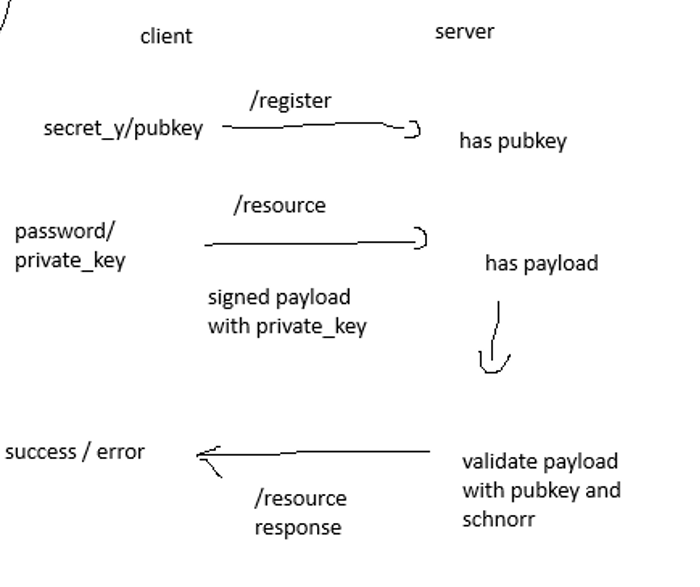 client
server
/register
secret_y/pubkey
has pubkey
/resource
password/
private_key
has payload
signed payload
with private_key
success / error
validate payload
with pubkey and
schnorr
/resource
response